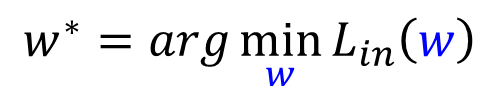 w* = arg min L_in(w)
w